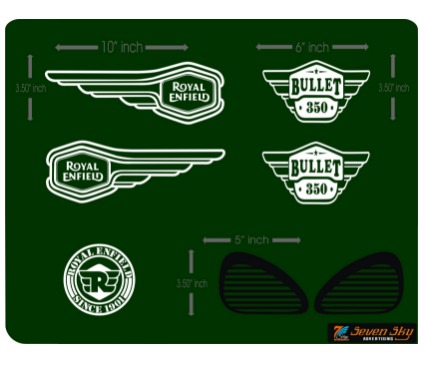 10" inch
6" inch
3.50" inch
3.50" inch
ROYAL
ENFIELD
BULLET
350
ROYAL
ENFIELD
BULLET
350
5" inch
ROYAL ENFIELD
R
SINCE 1901
3.50" inch
Seven Sky
ADVERTISING